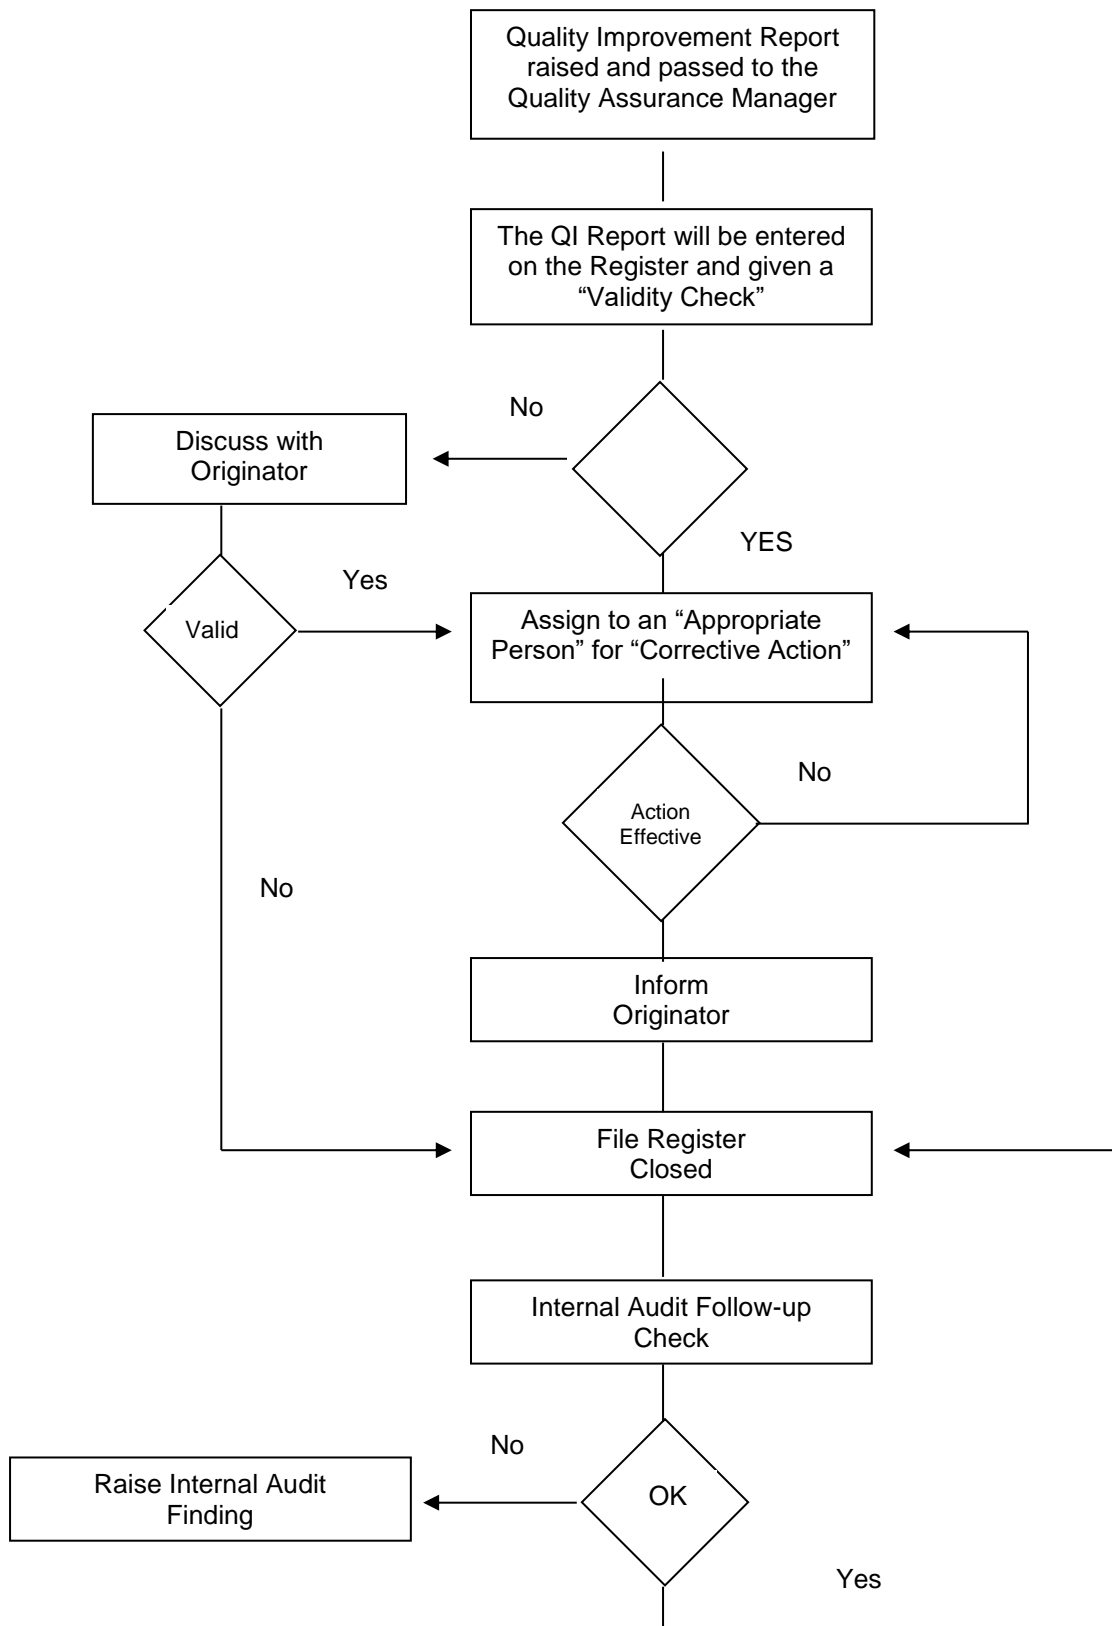 Quality Improvement Report
raised and passed to the
Quality Assurance Manager
The QI Report will be entered
on the Register and given a
“Validity Check”
No
Discuss with
Originator
YES
Yes
Valid
Assign to an “Appropriate
Person” for “Corrective Action”
No
Action
Effective
No
Inform
Originator
File Register
Closed
Internal Audit Follow-up
Check
No
Raise Internal Audit
Finding
OK
Yes